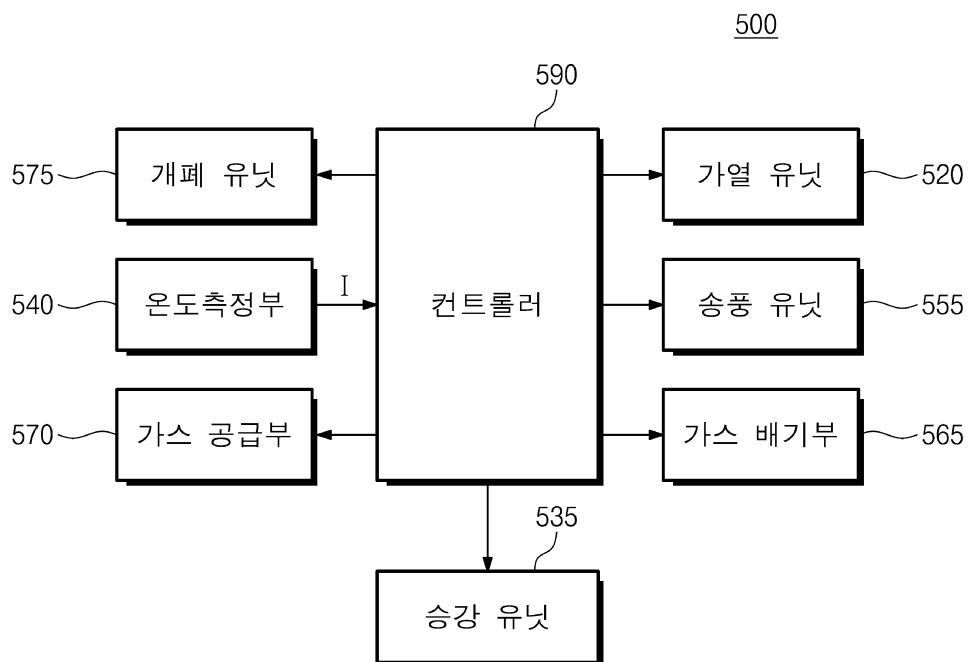 500
590
575
개폐 유닛
가열 유닛
520
540
온도측정부
I
컨트롤러
송풍 유닛
555
570
가스 공급부
가스 배기부
565
535
승강 유닛